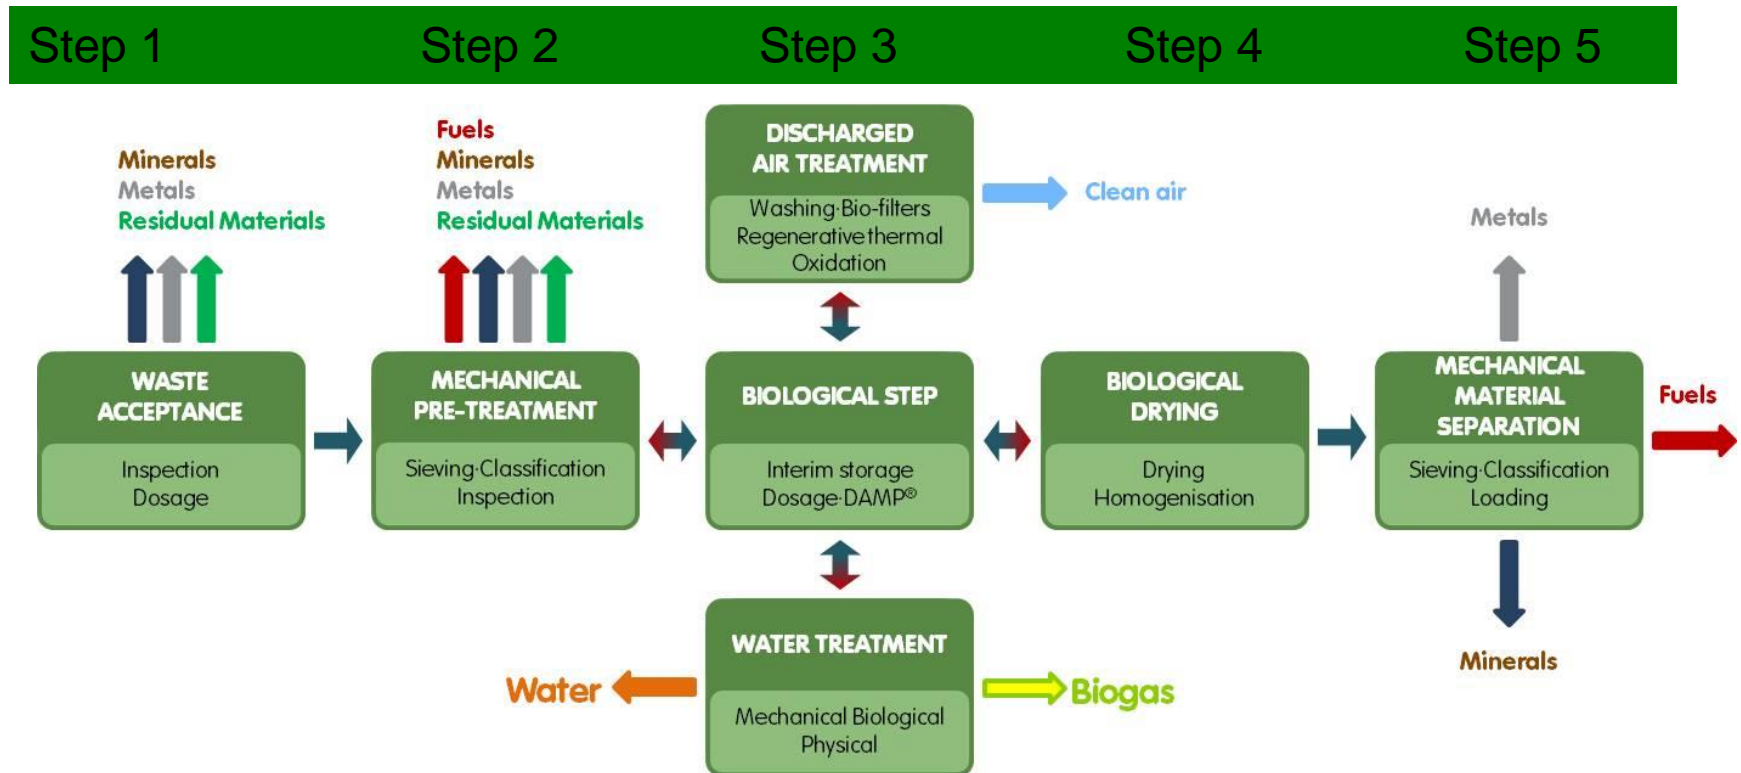 Step 1
Step 2
Step 3
Step 4
Step 5
Minerals
Metals
Residual Materials
Fuels
Minerals
Metals
Residual Materials
DISCHARGED
AIR TREATMENT
Washing·Bio-filters
Regenerative thermal
Oxidation
Clean air
Metals
WASTE
ACCEPTANCE
Inspection
Dosage
MECHANICAL
PRE-TREATMENT
Sieving·Classification
Inspection
BIOLOGICAL STEP
Interim storage
Dosage·DAMP®
BIOLOGICAL
DRYING
Drying
Homogenisation
MECHANICAL
MATERIAL
SEPARATION
Sieving·Classification
Loading
Fuels
Minerals
WATER TREATMENT
Mechanical Biological
Physical
Water
Biogas